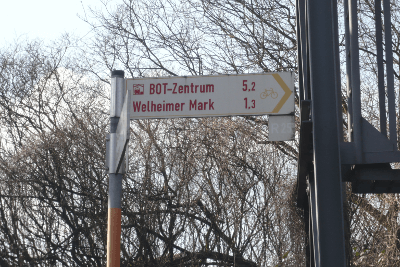 BOT-Zentrum 5.2
Welheimer Mark 1,3